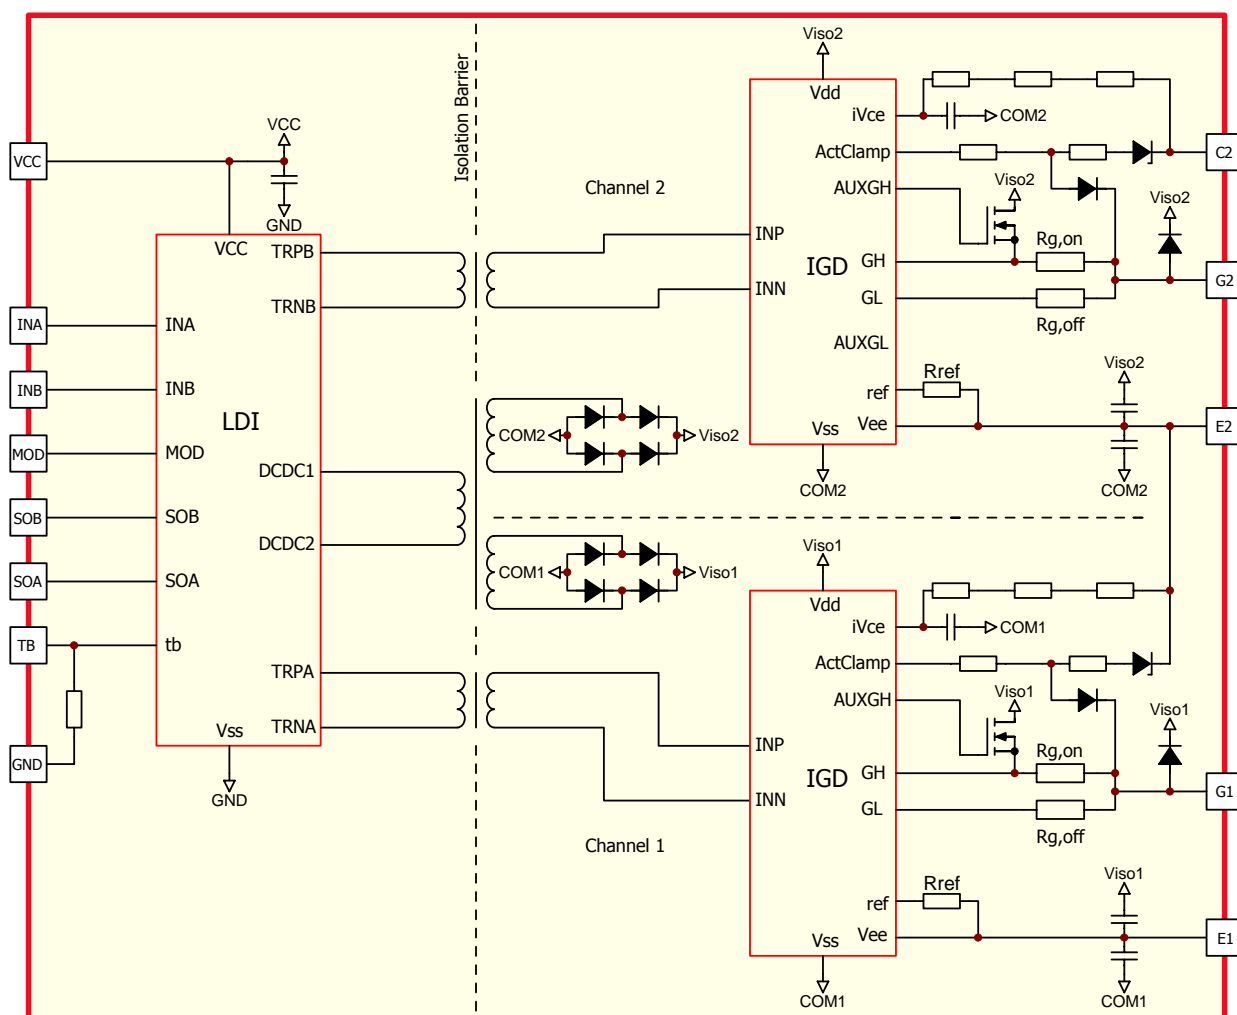 Viso2
Vdd
iVce
COM2
VCC
Isolation Barrier
VCC
ActClamp
C2
Channel 2
AUXGH
Viso2
Viso2
GND
VCC
TRPB
INP
Rg,on
IGD
GH
G2
INN
GL
TRNB
Rg,off
INA
INA
AUXGL
Viso2
Rref
INB
INB
ref
LDI
COM2
Viso2
Vss
Vee
E2
MOD
MOD
DCDC1
COM2
COM2
SOB
SOB
DCDC2
Viso1
COM1
Viso1
SOA
SOA
Vdd
iVce
COM1
TB
tb
ActClamp
TRPA
AUXGH
Viso1
Viso1
TRNA
Vss
INP
Rg,on
GND
IGD
GH
G1
GND
INN
GL
Rg,off
Channel 1
Viso1
Rref
ref
Vss
Vee
E1
COM1
COM1